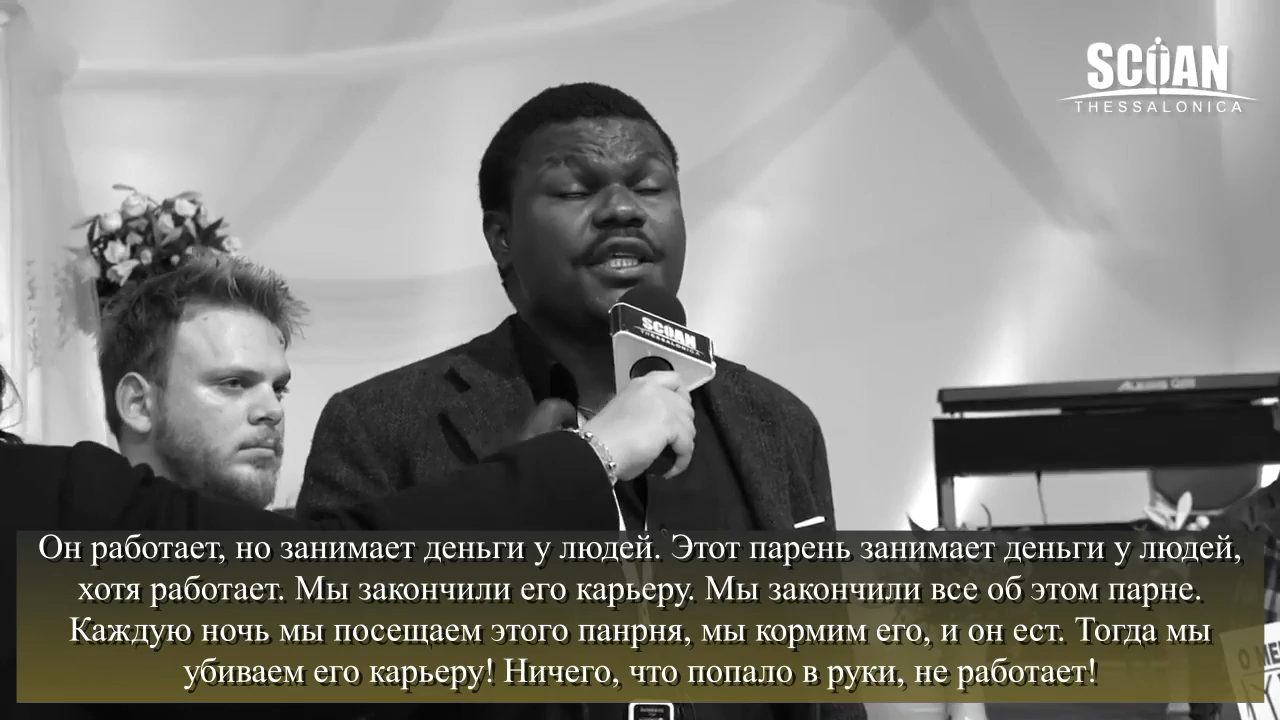 SCOAN
THESSALONICA
SCOAN
THESSALONICA
Он работает, но занимает деньги у людей. Этот парень занимает деньги у людей,
хотя работает. Мы закончили его карьеру. Мы закончили все об этом парне.
Каждую ночь мы посещаем этого панрня, мы кормим его, и он ест. Тогда мы
убиваем его карьеру! Ничего, что попало в руки, не работает!